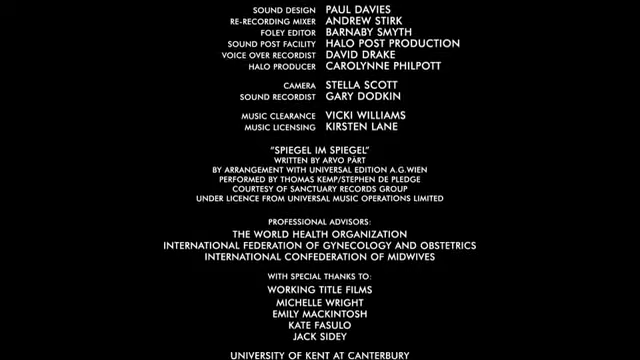 SOUND DESIGN PAUL DAVIES
RE-RECORDING MIXER ANDREW STIRK
FOLEY EDITOR BARNABY SMYTH
SOUND POST FACILITY HALO POST PRODUCTION
VOICE OVER RECORDIST DAVID DRAKE
HALO PRODUCER CAROLYNNE PHILPOTT
CAMERA STELLA SCOTT
SOUND RECORDIST GARY DODKIN
MUSIC CLEARANCE VICKI WILLIAMS
MUSIC LICENSING KIRSTEN LANE
"SPIEGEL IM SPIEGEL"
WRITTEN BY ARVO PÄRT
BY ARRANGEMENT WITH UNIVERSAL EDITION A.G.WIEN
PERFORMED BY THOMAS KEMP/STEPHEN DE PLEDGE
COURTESY OF SANCTUARY RECORDS GROUP
UNDER LICENCE FROM UNIVERSAL MUSIC OPERATIONS LIMITED
PROFESSIONAL ADVISORS:
THE WORLD HEALTH ORGANIZATION
INTERNATIONAL FEDERATION OF GYNECOLOGY AND OBSTETRICS
INTERNATIONAL CONFEDERATION OF MIDWIVES
WITH SPECIAL THANKS TO:
WORKING TITLE FILMS
MICHELLE WRIGHT
EMILY MACKINTOSH
KATE FASULO
JACK SIDEY
UNIVERSITY OF KENT AT CANTERBURY